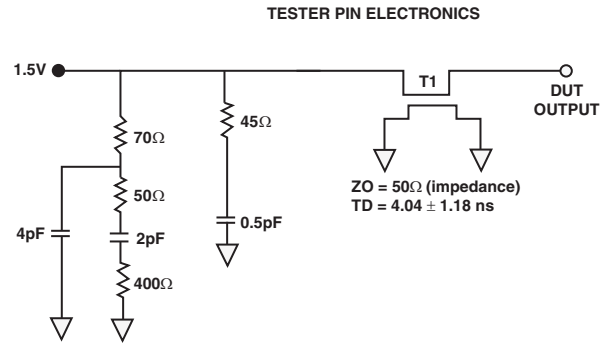 TESTER PIN ELECTRONICS
1.5V
T1
DUT
OUTPUT
70Ω
45Ω
50Ω
ZO = 50Ω (impedance)
TD = 4.04 ± 1.18 ns
4pF
2pF
0.5pF
400Ω